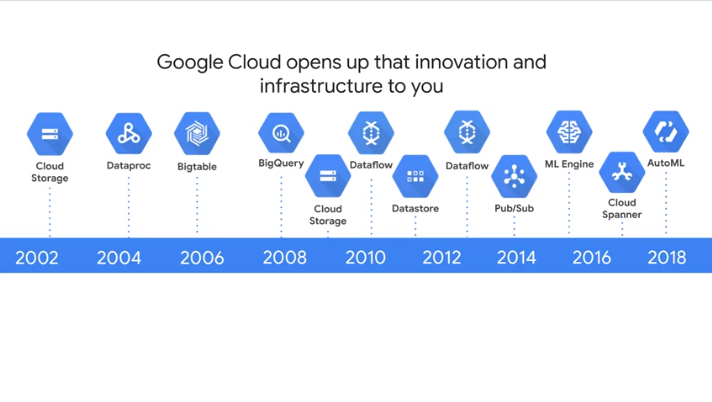 Google Cloud opens up that innovation and
infrastructure to you
Cloud
Storage
Dataproc
Bigtable
BigQuery
Cloud
Storage
Dataflow
Datastore
Dataflow
Pub/Sub
ML Engine
Cloud
Spanner
AutoML
2002 2004 2006 2008 2010 2012 2014 2016 2018